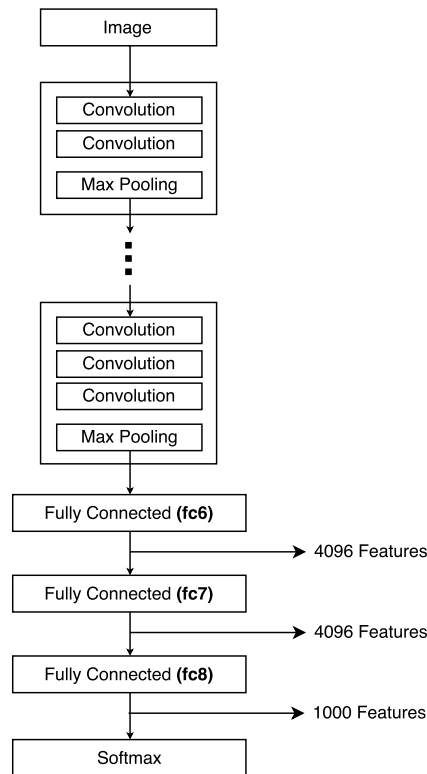 Image
Convolution
Convolution
Max Pooling
Convolution
Convolution
Convolution
Max Pooling
Fully Connected (fc6)
4096 Features
Fully Connected (fc7)
4096 Features
Fully Connected (fc8)
1000 Features
Softmax